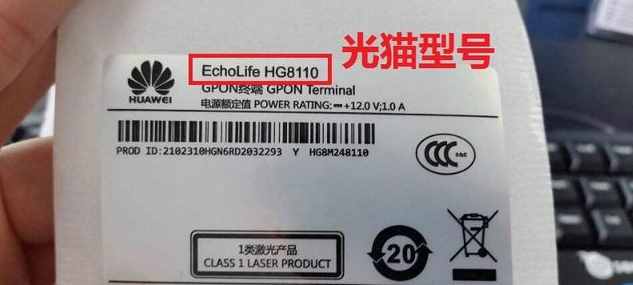 EchoLife HG8110
光猫型号
HUAWEI
GPON终端 GPON Terminal
电源额定值 POWER RATING: ⎓+12.0 V;1.0 A
PROD ID:2102310HGN6RD2032293 Y HG8M248110
CCC
1类激光产品
CLASS 1 LASER PRODUCT
20